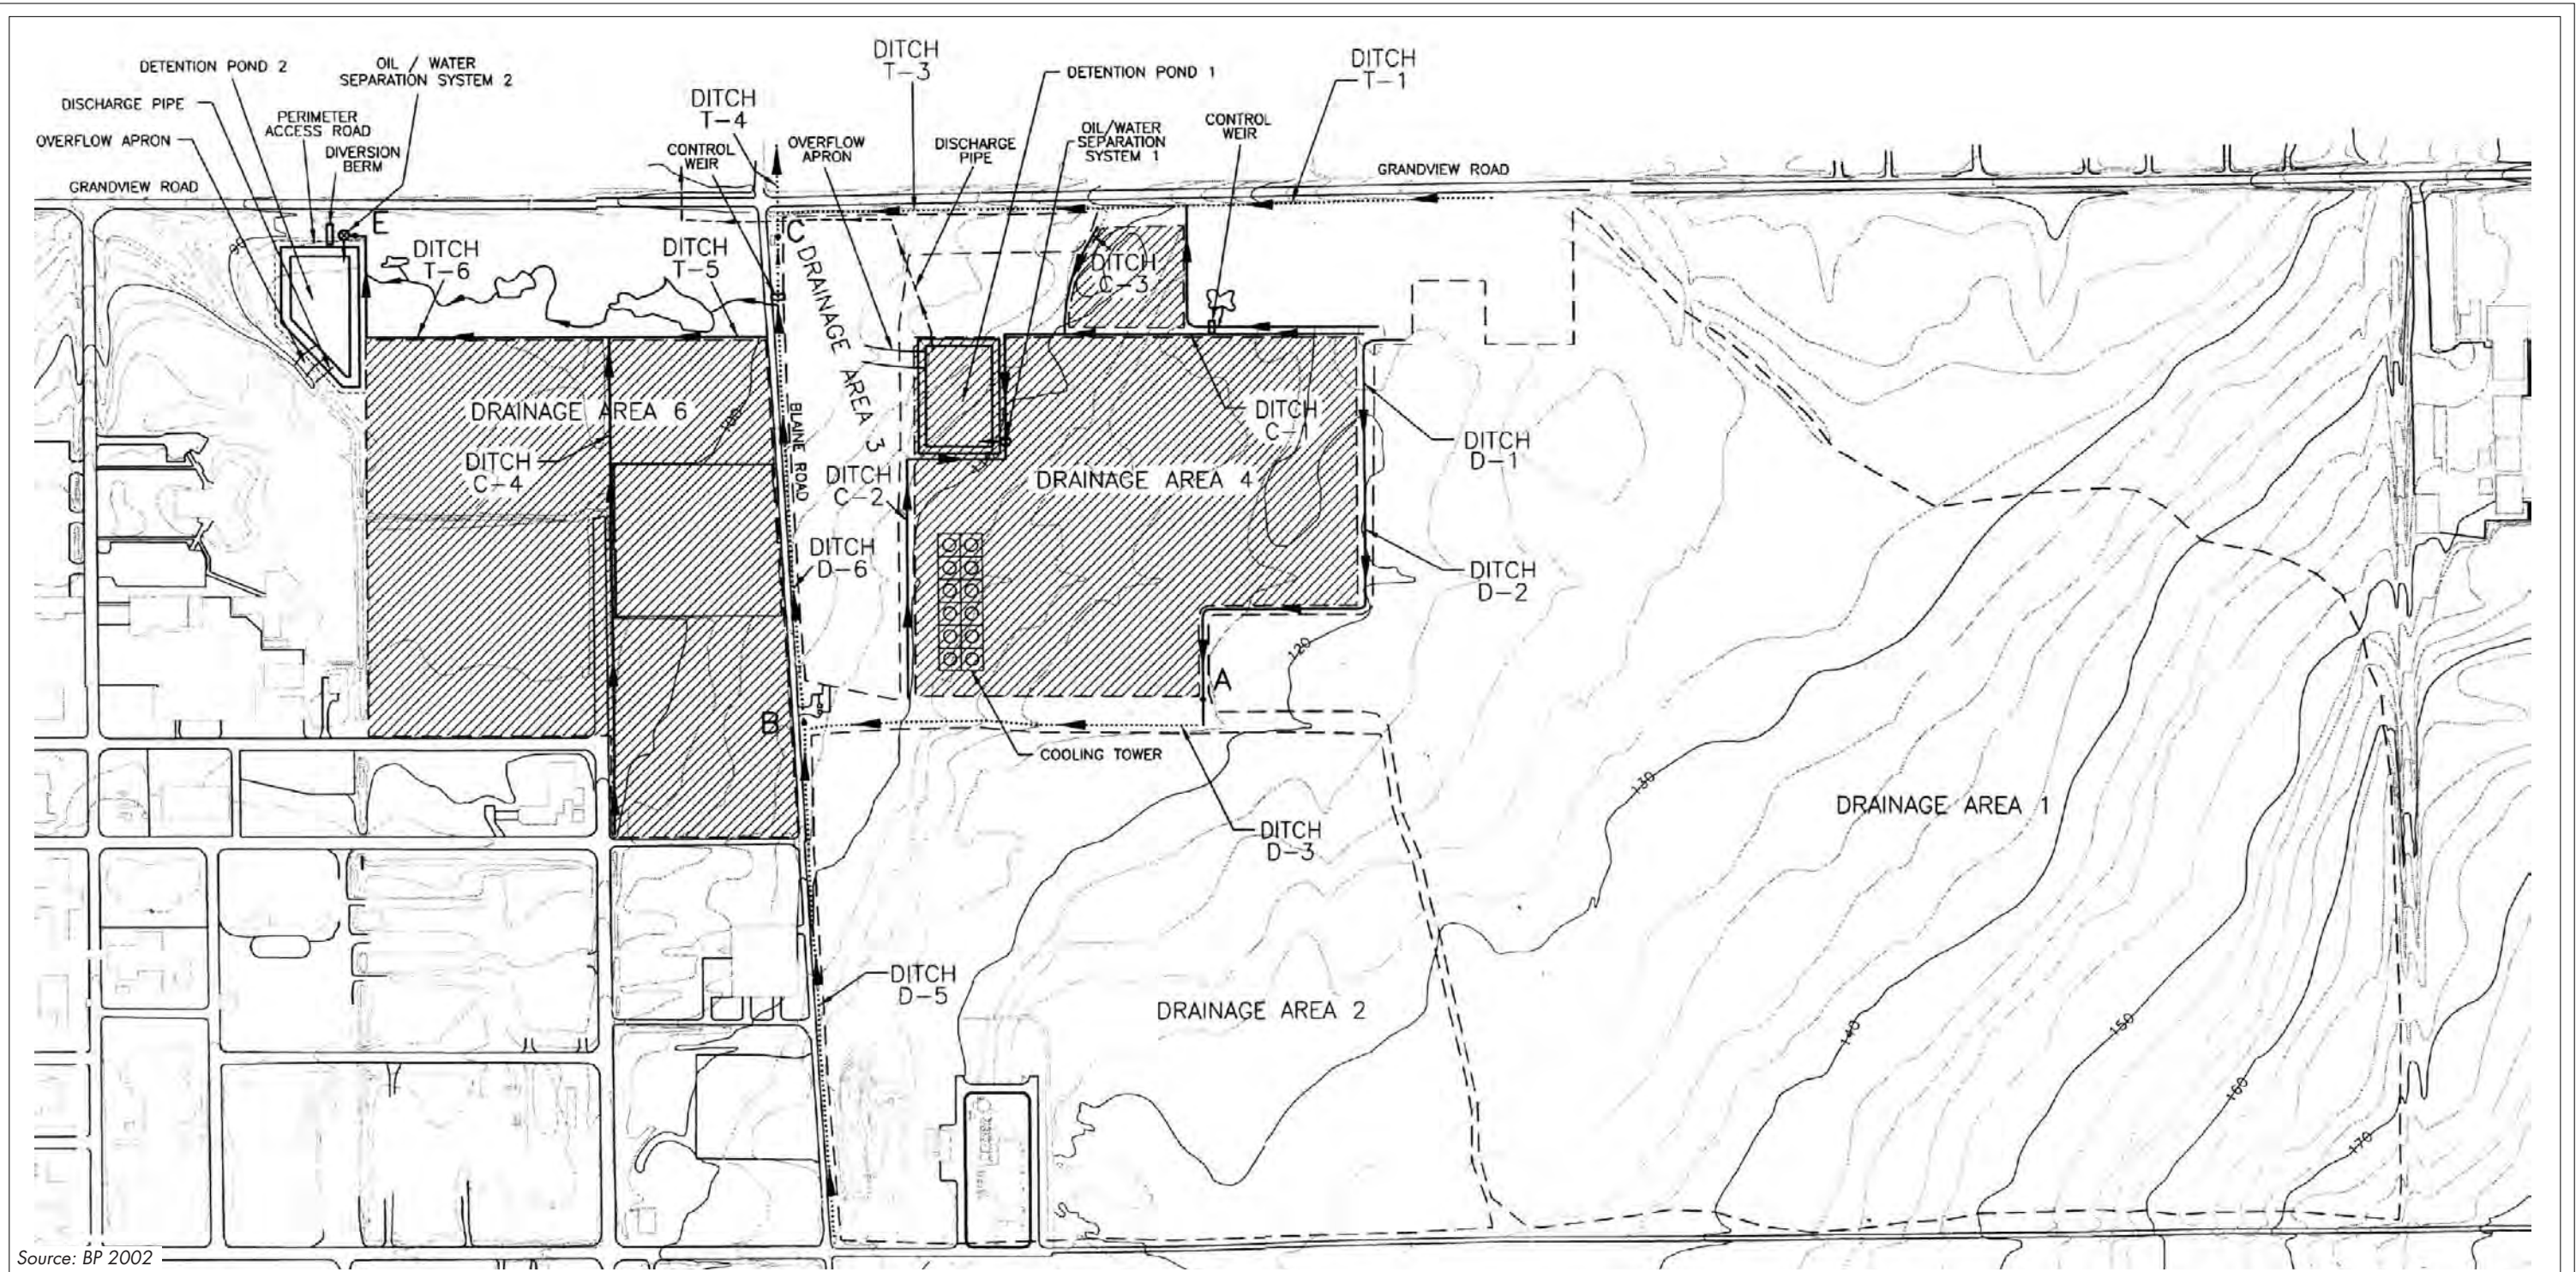 DITCH
T-3
DETENTION POND 1
DITCH
T-1
DETENTION POND 2
OIL / WATER
SEPARATION SYSTEM 2
DISCHARGE PIPE
PERIMETER
ACCESS ROAD
OVERFLOW APRON
DIVERSION
BERM
DITCH
T-4
CONTROL
WEIR
OVERFLOW
APRON
DISCHARGE
PIPE
OIL/WATER
SEPARATION
SYSTEM 1
CONTROL
WEIR
GRANDVIEW ROAD
GRANDVIEW ROAD
90
E
C
DITCH
T-6
DITCH
T-5
DRAINAGE AREA 3
DITCH
C-3
DRAINAGE AREA 6
100
BLAINE ROAD
DITCH
C-1
DITCH
D-1
DITCH
C-4
DITCH
C-2
DRAINAGE AREA 4
DITCH
D-6
DITCH
D-2
120
A
B
COOLING TOWER
130
DRAINAGE AREA 1
DITCH
D-3
DITCH
D-5
DRAINAGE AREA 2
140
150
160
170
Source: BP 2002